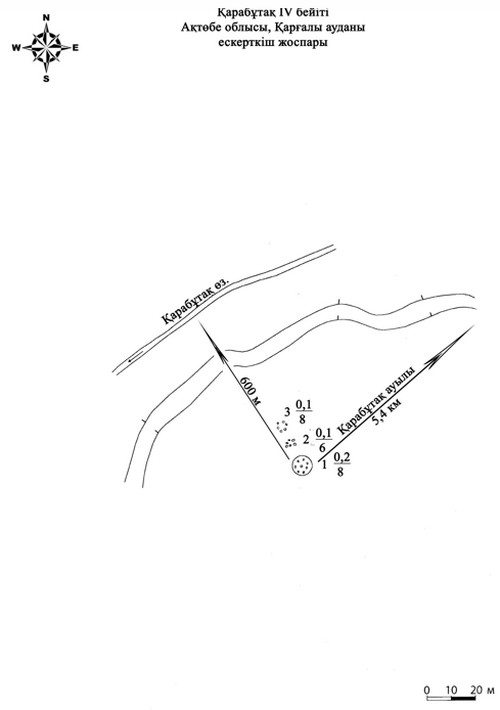 Қарабұтақ IV бейіті
Ақтөбе облысы, Қарғалы ауданы
ескерткіш жоспары
N
W E
S
Қарабұтақ өз.
600 м
Қарабұтақ ауылы
5,4 км
3 0,1
8
2 0,1
6
1 0,2
8
0 10 20 м